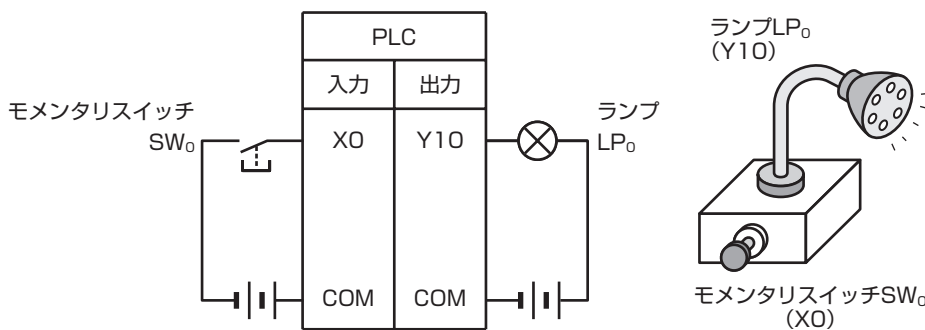 PLC
入力 出力
モメンタリスイッチ
SW₀
X0 Y10
ランプ
LP₀
COM COM
ランプLP₀
(Y10)
モメンタリスイッチSW₀
(X0)